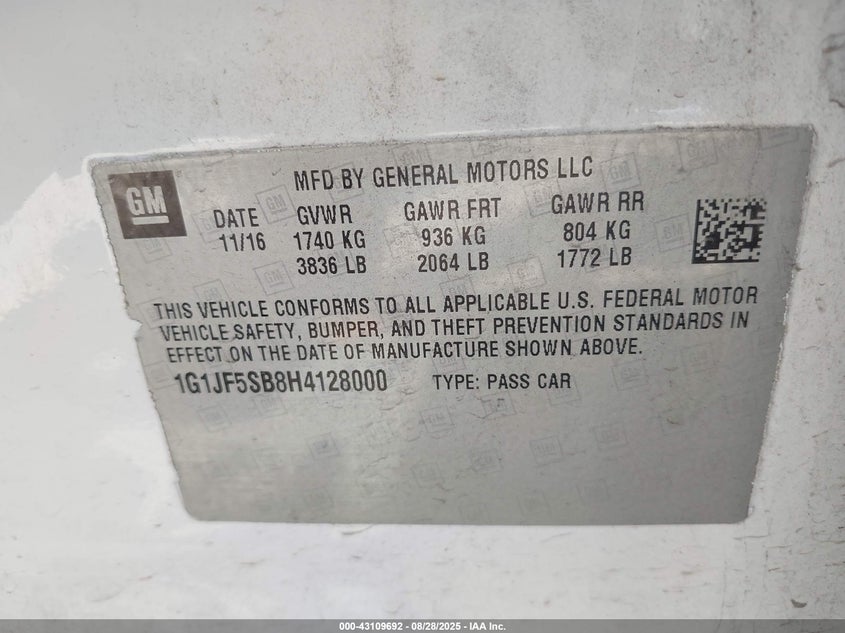 GM
MFD BY GENERAL MOTORS LLC
DATE GVWR GAWR FRT GAWR RR
11/16 1740 KG 936 KG 804 KG
3836 LB 2064 LB 1772 LB
THIS VEHICLE CONFORMS TO ALL APPLICABLE U.S. FEDERAL MOTOR
VEHICLE SAFETY, BUMPER, AND THEFT PREVENTION STANDARDS IN
EFFECT ON THE DATE OF MANUFACTURE SHOWN ABOVE.
1G1JF5SB8H4128000 TYPE: PASS CAR
000-43109692 - 08/28/2025 - IAA Inc.